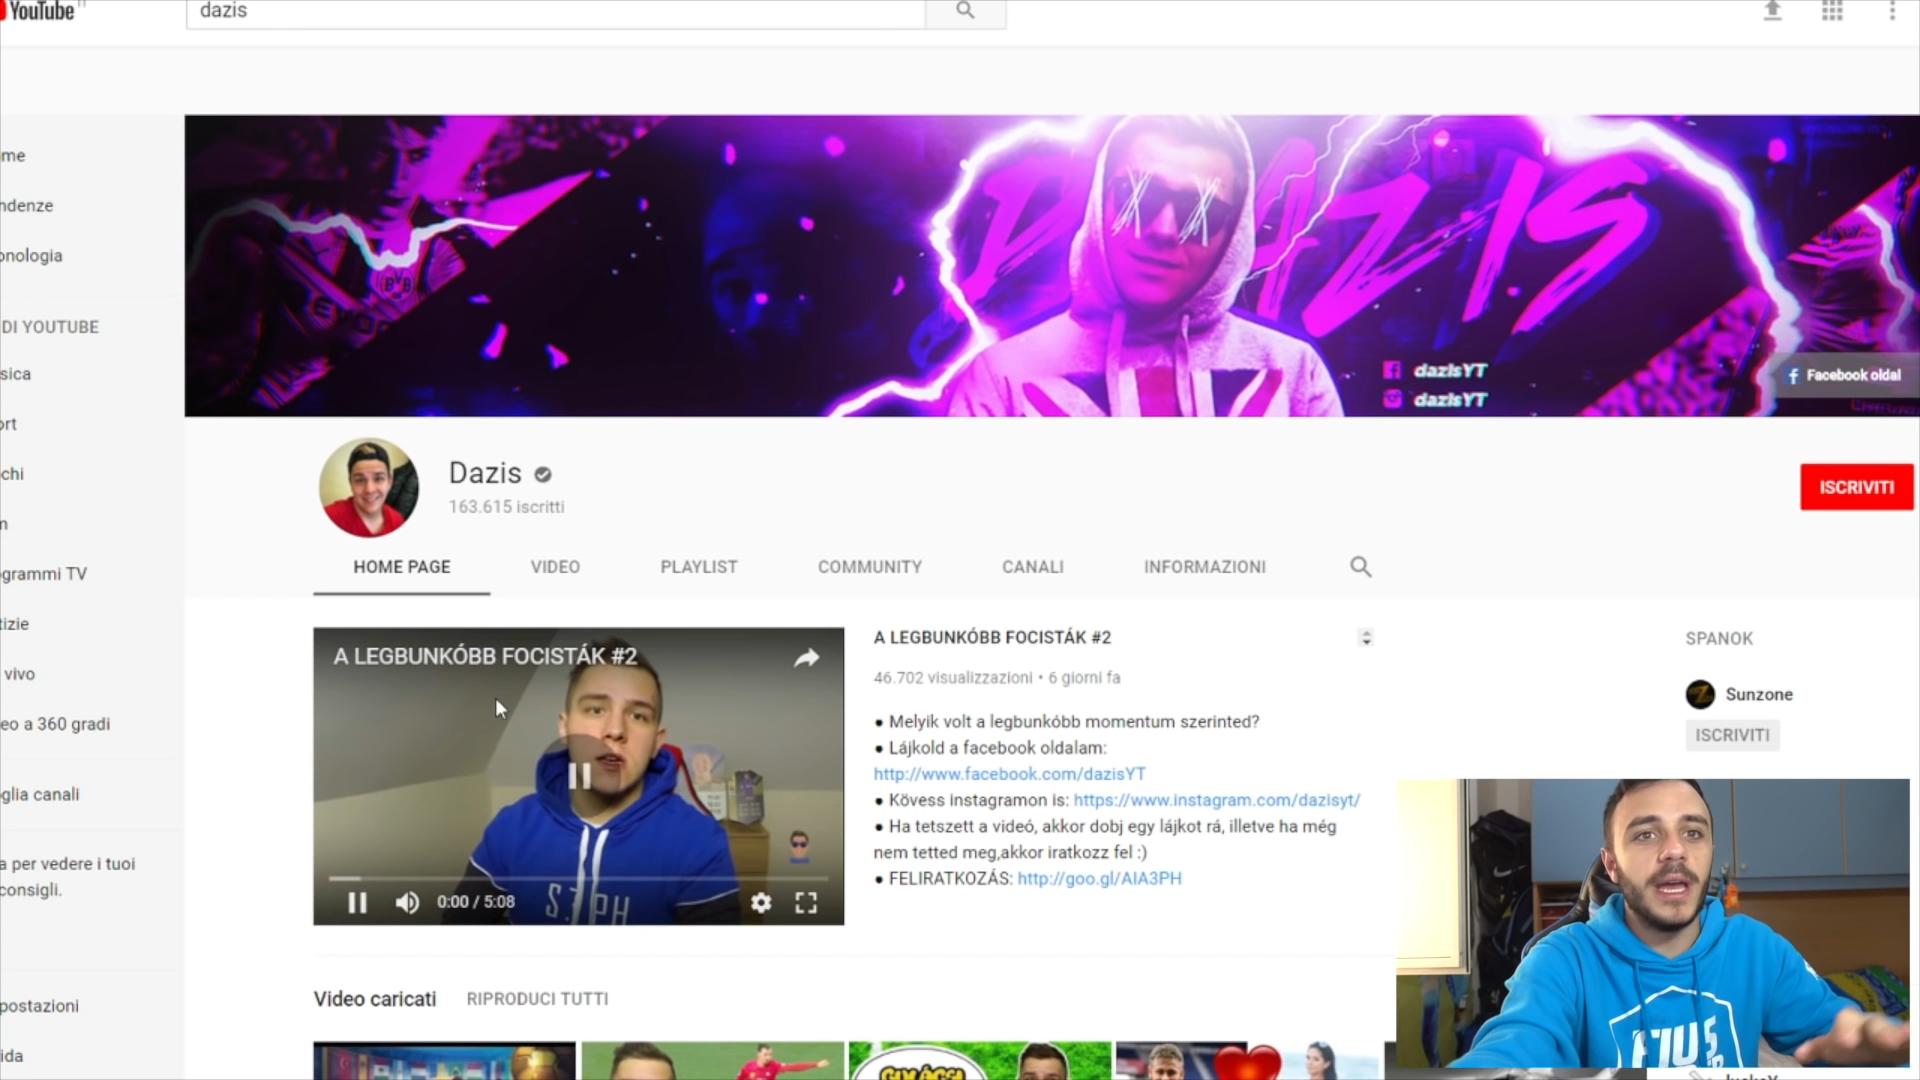 YouTube
dazis
me
ndenze
onologia
DI YOUTUBE
sica
ort
chi
m
ogrammi TV
tizie
vivo
eo a 360 gradi
glia canali
a per vedere i tuoi
consigli.
postazioni
ida
DAZIS
BVB
dazisYT
dazisYT
Facebook oldal
Dazis
163.615 iscritti
ISCRIVITI
HOME PAGE
VIDEO
PLAYLIST
COMMUNITY
CANALI
INFORMAZIONI
A LEGBUNKÓBB FOCISTÁK #2
0:00 / 5:08
A LEGBUNKÓBB FOCISTÁK #2
46.702 visualizzazioni • 6 giorni fa
● Melyik volt a legbunkóbb momentum szerinted?
● Lájkold a facebook oldalam:
http://www.facebook.com/dazisYT
● Kövess instagramon is: https://www.instagram.com/dazisyt/
● Ha tetszett a videó, akkor dobj egy lájkot rá, illetve ha még
nem tetted meg,akkor iratkozz fel :)
● FELIRATKOZÁS: http://goo.gl/AIA3PH
SPANOK
Sunzone
ISCRIVITI
Video caricati
RIPRODUCI TUTTI